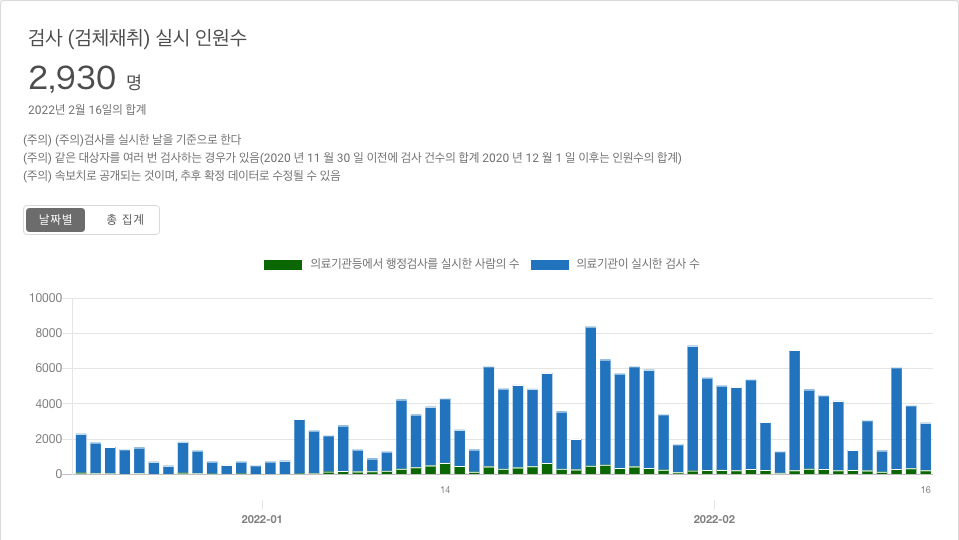 검사 (검체채취) 실시 인원수
2,930 명
2022년 2월 16일의 합계
(주의) (주의)검사를 실시한 날을 기준으로 한다
(주의) 같은 대상자를 여러 번 검사하는 경우가 있음(2020 년 11 월 30 일 이전에 검사 건수의 합계 2020 년 12 월 1 일 이후는 인원수의 합계)
(주의) 속보치로 공개되는 것이며, 추후 확정 데이터로 수정될 수 있음
날짜별 총 집계
의료기관등에서 행정검사를 실시한 사람의 수 의료기관이 실시한 검사 수
10000
8000
6000
4000
2000
0
14 16
2022-01 2022-02